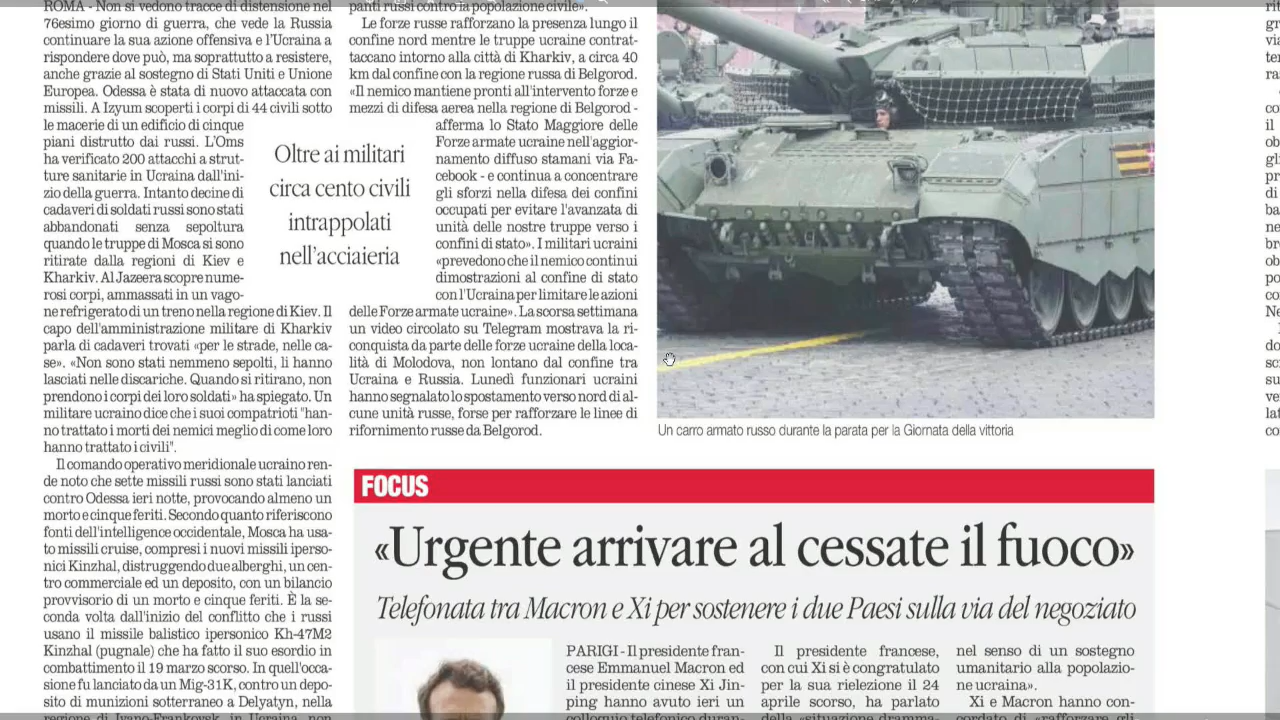 ROMA - Non si vedono tracce di distensione nel
76esimo giorno di guerra, che vede la Russia
continuare la sua azione offensiva e l'Ucraina a
rispondere dove può, ma soprattutto a resistere,
anche grazie al sostegno di Stati Uniti e Unione
Europea. Odessa è stata di nuovo attaccata con
missili. A Izyum scoperti i corpi di 44 civili sotto
le macerie di un edificio di cinque
piani distrutto dai russi. L'Oms
ha verificato 200 attacchi a strut-
ture sanitarie in Ucraina dall'ini-
zio della guerra. Intanto decine di
cadaveri di soldati russi sono stati
abbandonati senza sepoltura
quando le truppe di Mosca si sono
ritirate dalla regioni di Kiev e
Kharkiv. Al Jazeera scopre nume-
rosi corpi, ammassati in un vago-
ne refrigerato di un treno nella regione di Kiev. Il
capo dell'amministrazione militare di Kharkiv
parla di cadaveri trovati «per le strade, nelle ca-
se». «Non sono stati nemmeno sepolti, li hanno
lasciati nelle discariche. Quando si ritirano, non
prendono i corpi dei loro soldati» ha spiegato. Un
militare ucraino dice che i suoi compatrioti "han-
no trattato i morti dei nemici meglio di come loro
hanno trattato i civili".
Il comando operativo meridionale ucraino ren-
de noto che sette missili russi sono stati lanciati
contro Odessa ieri notte, provocando almeno un
morto e cinque feriti. Secondo quanto riferiscono
fonti dell'intelligence occidentale, Mosca ha usa-
to missili cruise, compresi i nuovi missili iperso-
nici Kinzhal, distruggendo due alberghi, un cen-
tro commerciale ed un deposito, con un bilancio
provvisorio di un morto e cinque feriti. È la se-
conda volta dall'inizio del conflitto che i russi
usano il missile balistico ipersonico Kh-47M2
Kinzhal (pugnale) che ha fatto il suo esordio in
combattimento il 19 marzo scorso. In quell'occa-
sione fu lanciato da un Mig-31K, contro un depo-
sito di munizioni sotterraneo a Delyatyn, nella
regione di Ivano-Frankovsk, in Ucraina, non
Oltre ai militari
circa cento civili
intrappolati
nell'acciaieria
panti russi contro la popolazione civile».
Le forze russe rafforzano la presenza lungo il
confine nord mentre le truppe ucraine contrat-
taccano intorno alla città di Kharkiv, a circa 40
km dal confine con la regione russa di Belgorod.
«Il nemico mantiene pronti all'intervento forze e
mezzi di difesa aerea nella regione di Belgorod -
afferma lo Stato Maggiore delle
Forze armate ucraine nell'aggior-
namento diffuso stamani via Fa-
cebook - e continua a concentrare
gli sforzi nella difesa dei confini
occupati per evitare l'avanzata di
unità delle nostre truppe verso i
confini di stato». I militari ucraini
«prevedono che il nemico continui
dimostrazioni al confine di stato
con l'Ucraina per limitare le azioni
delle Forze armate ucraine». La scorsa settimana
un video circolato su Telegram mostrava la ri-
conquista da parte delle forze ucraine della loca-
lità di Molodova, non lontano dal confine tra
Ucraina e Russia. Lunedì funzionari ucraini
hanno segnalato lo spostamento verso nord di al-
cune unità russe, forse per rafforzare le linee di
rifornimento russe da Belgorod.
Un carro armato russo durante la parata per la Giornata della vittoria
FOCUS
«Urgente arrivare al cessate il fuoco»
Telefonata tra Macron e Xi per sostenere i due Paesi sulla via del negoziato
PARIGI - Il presidente fran-
cese Emmanuel Macron ed
il presidente cinese Xi Jin-
ping hanno avuto ieri un
colloquio telefonico duran-
Il presidente francese,
con cui Xi si è congratulato
per la sua rielezione il 24
aprile scorso, ha parlato
della «situazione dramma-
nel senso di un sostegno
umanitario alla popolazio-
ne ucraina».
Xi e Macron hanno con-
cordato di «rafforzare gli